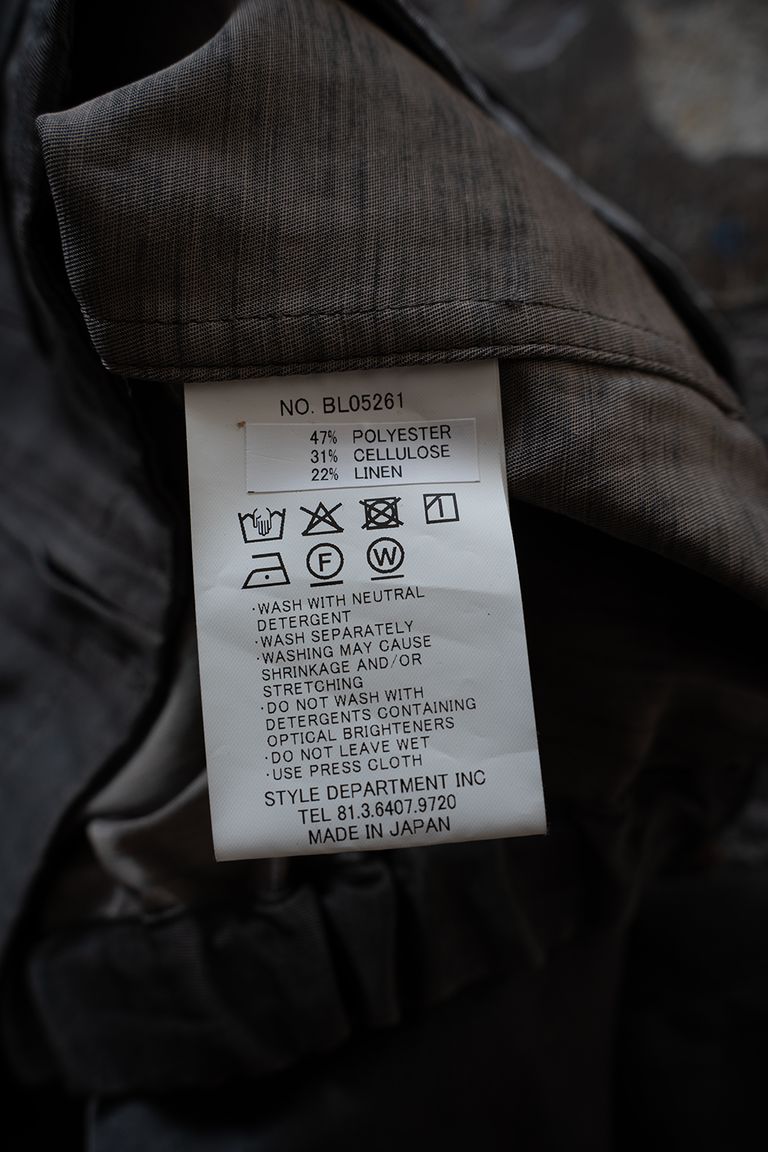 NO. BL05261
47% POLYESTER
31% CELLULOSE
22% LINEN
F W
·WASH WITH NEUTRAL
DETERGENT
·WASH SEPARATELY
·WASHING MAY CAUSE
SHRINKAGE AND/OR
STRETCHING
·DO NOT WASH WITH
DETERGENTS CONTAINING
OPTICAL BRIGHTENERS
·DO NOT LEAVE WET
·USE PRESS CLOTH
STYLE DEPARTMENT INC
TEL 81.3.6407.9720
MADE IN JAPAN